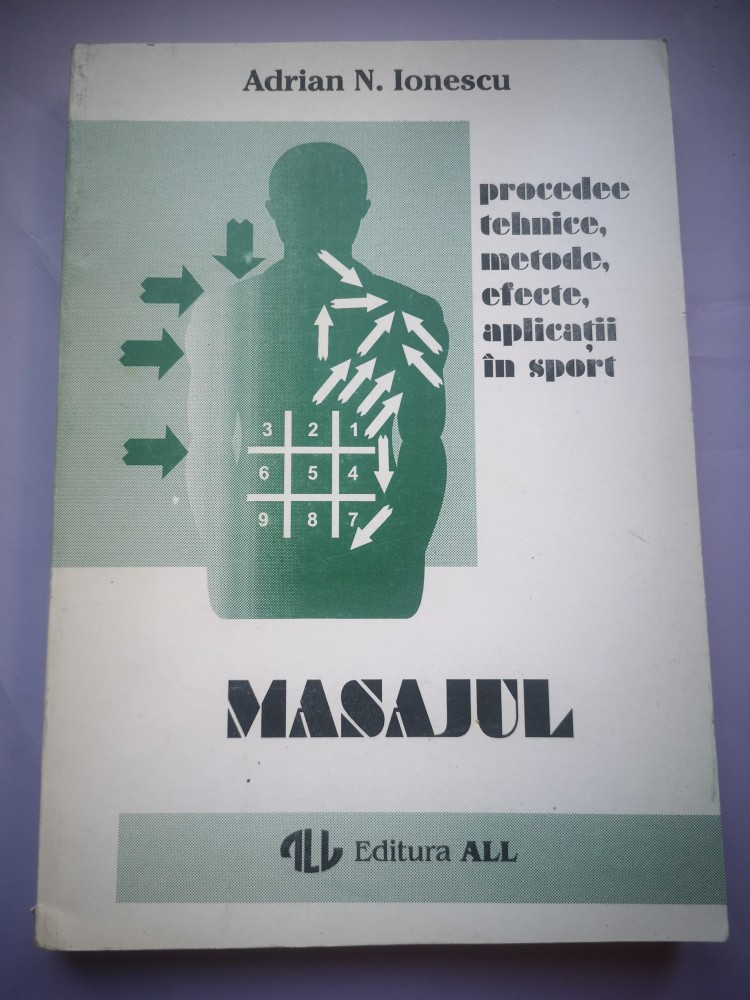 Adrian N. Ionescu
procedee
tehnice,
metode,
efecte,
aplicații
în sport
3 2 1
6 5 4
9 8 7
MASAJUL
ALL Editura ALL